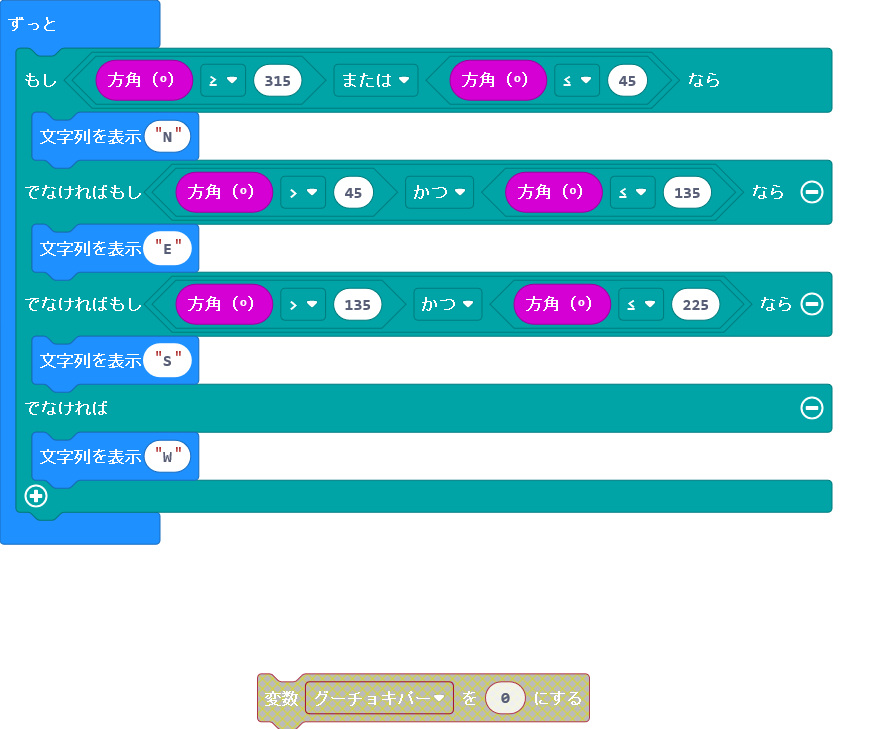 ずっと
もし 方角 (°) ≥ 315 または 方角 (°) ≤ 45 なら
文字列を表示 "N"
でなければもし 方角 (°) > 45 かつ 方角 (°) ≤ 135 なら
文字列を表示 "E"
でなければもし 方角 (°) > 135 かつ 方角 (°) ≤ 225 なら
文字列を表示 "S"
でなければ
文字列を表示 "W"
変数 グーチョキパー を 0 にする